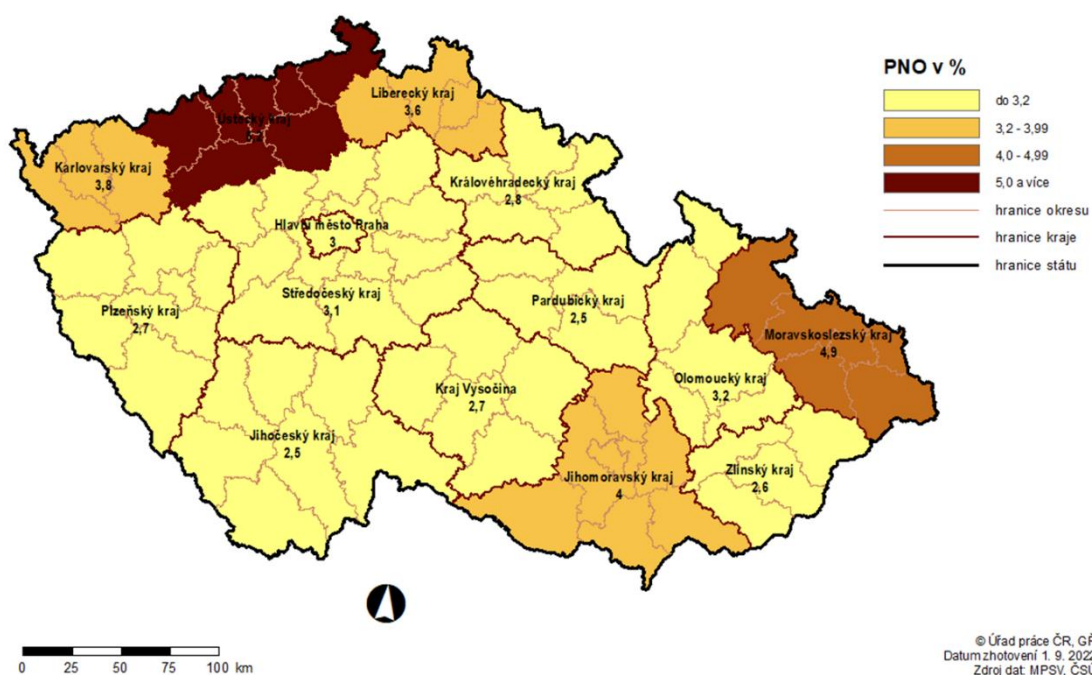 PNO v %
do 3,2
3,2 - 3,99
4,0 - 4,99
5,0 a více
hranice okresu
hranice kraje
hranice státu
Liberecký kraj
3,6
Ústecký kraj
Karlovarský kraj
3,8
Královéhradecký kraj
2,8
Hlavní město Praha
3
Středočeský kraj
3,1
Pardubický kraj
2,5
Plzeňský kraj
2,7
Moravskoslezský kraj
4,9
Olomoucký kraj
3,2
Kraj Vysočina
2,7
Jihočeský kraj
2,5
Jihomoravský kraj
4
Zlínský kraj
2,6
0 25 50 75 100 km
© Úřad práce ČR, GŘ
Datum zhotovení 1. 9. 2022
Zdroj dat: MPSV, ČSÚ